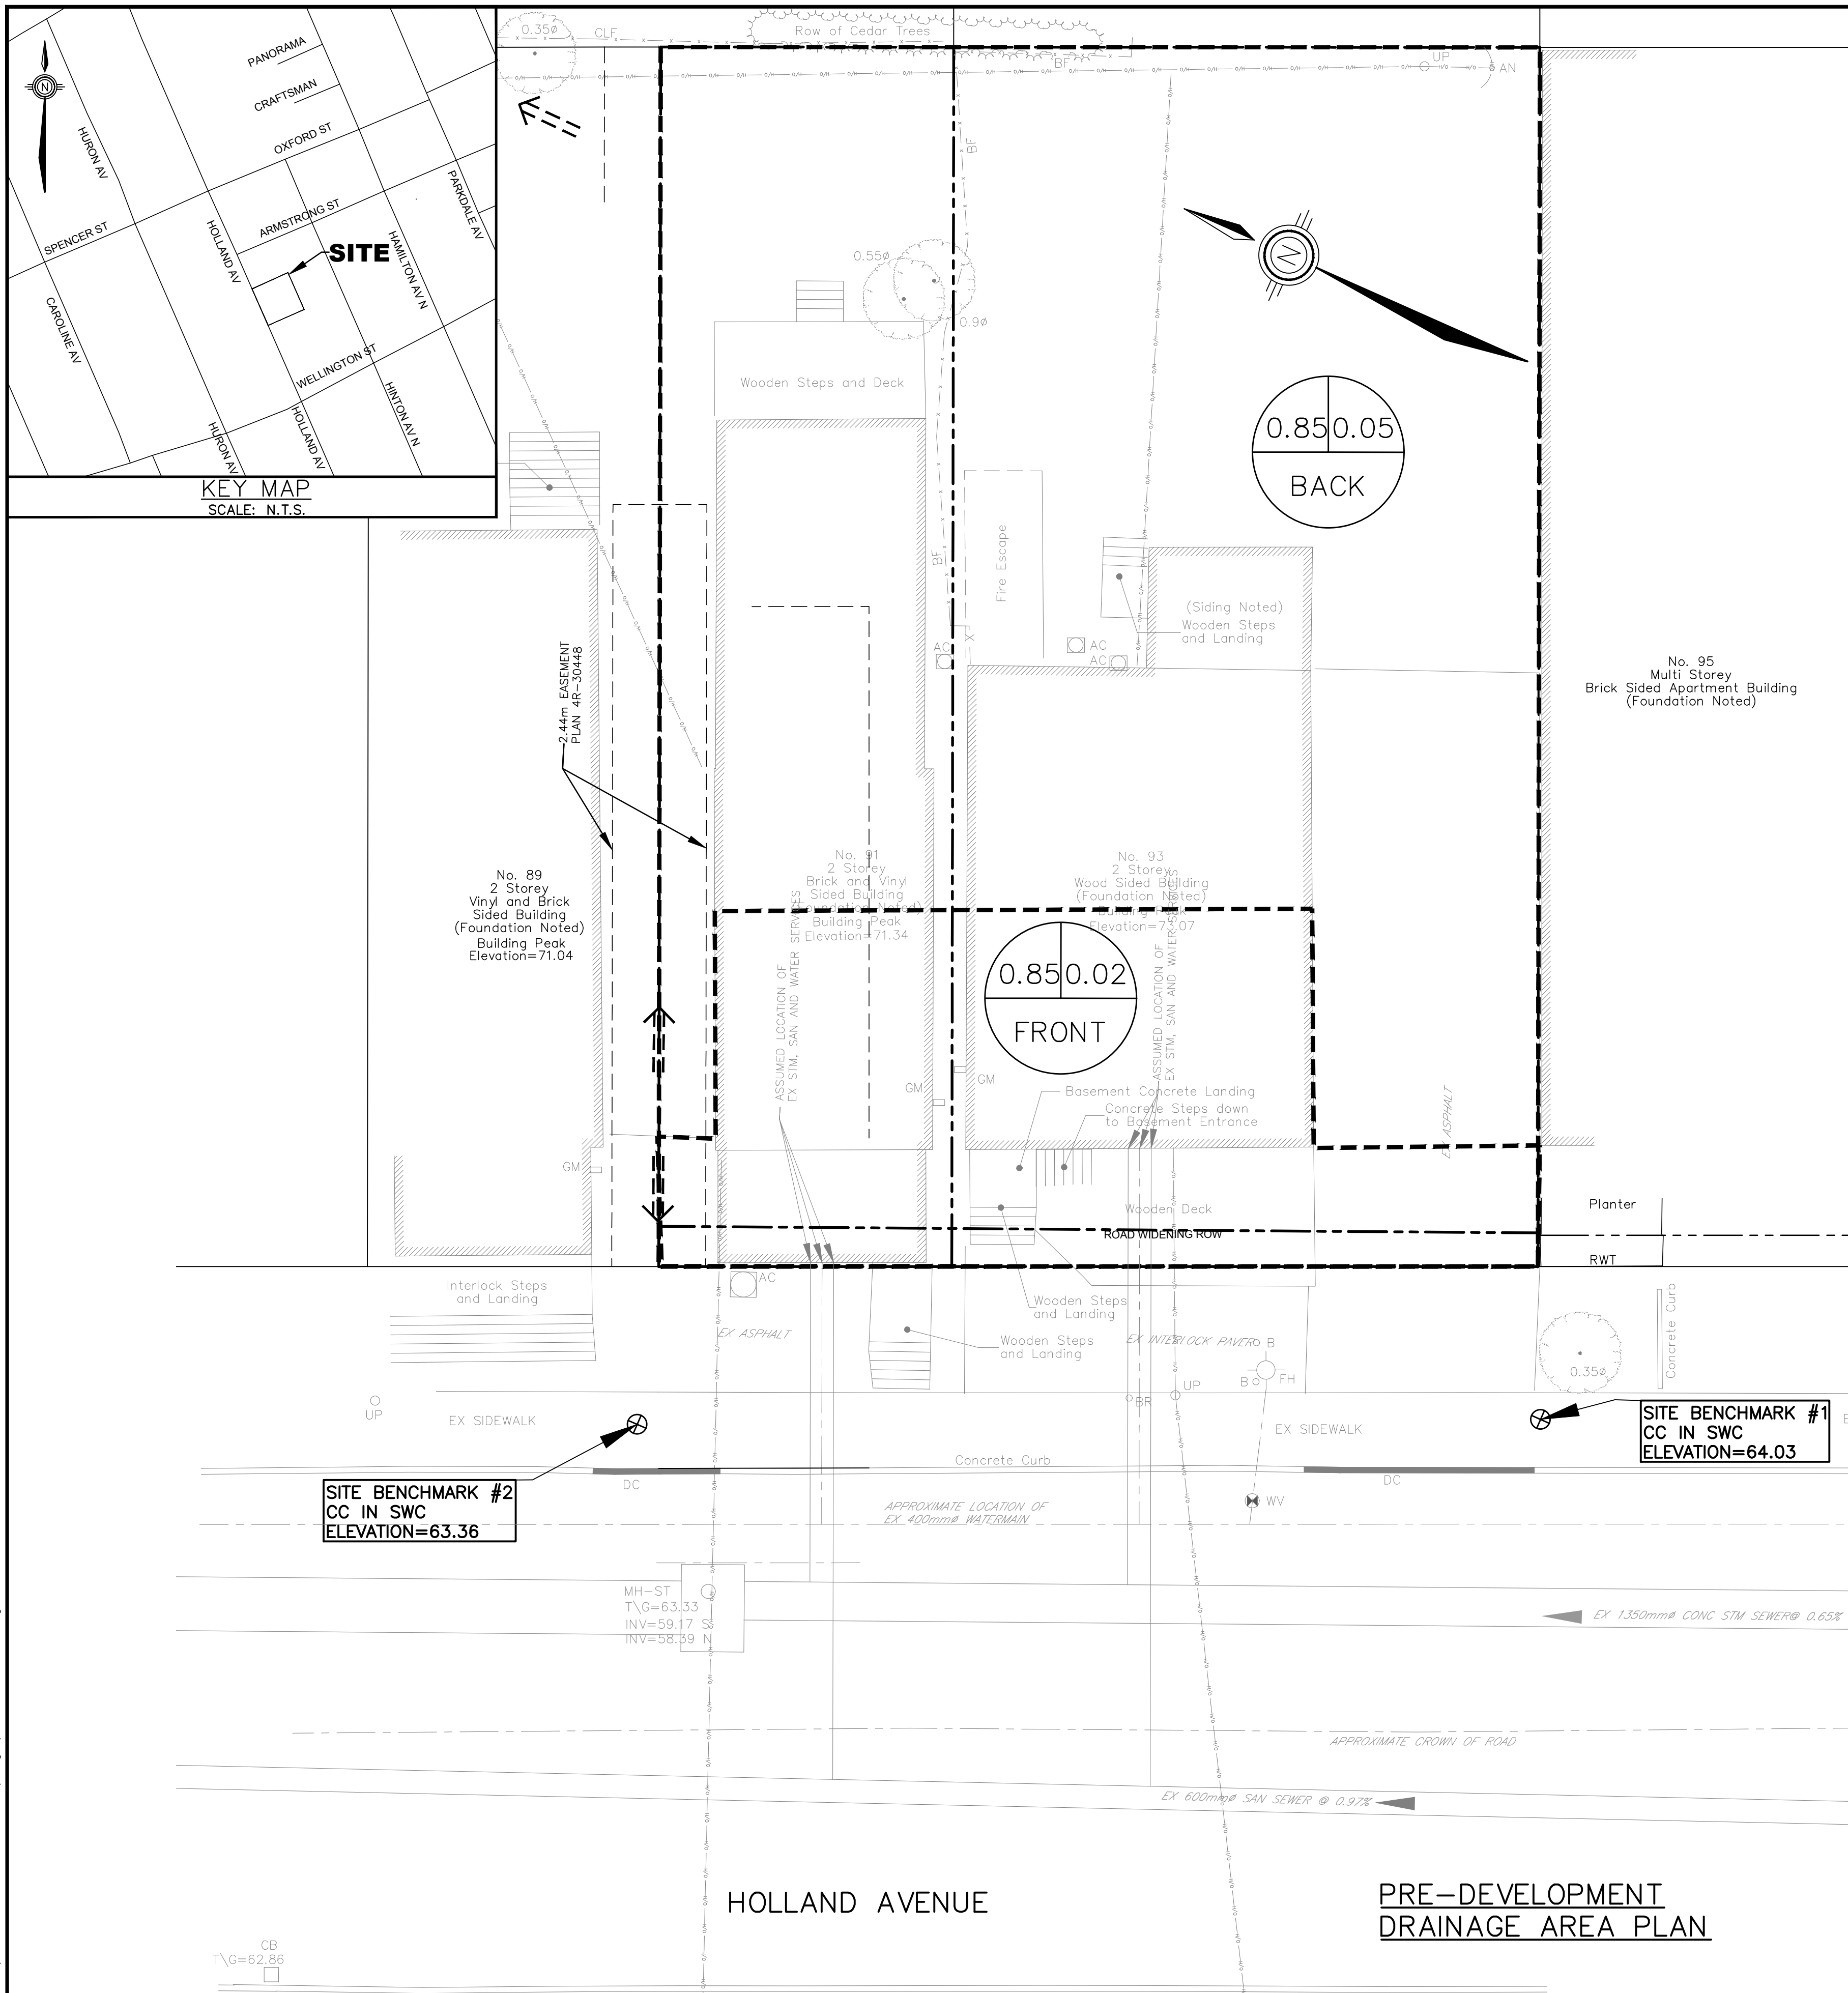 PANORAMA
CRAFTSMAN
OXFORD ST
HURON AV
PARKDALE AV
SPENCER ST
HOLLAND AV
ARMSTRONG ST
HAMILTON AV N
SITE
CAROLINE AV
WELLINGTON ST
HINTON AV N
HURON AV
HOLLAND AV
N
KEY MAP
SCALE: N.T.S.
0.35ø
CLF
Row of Cedar Trees
BF
UP
AN
BF
0.55ø
0.9ø
N
Wooden Steps and Deck
0.85 0.05
BACK
BF
Fire Escape
(Siding Noted)
Wooden Steps
and Landing
AC
AC
AC
2.44m EASEMENT
PLAN 4R-30448
No. 95
Multi Storey
Brick Sided Apartment Building
(Foundation Noted)
No. 89
2 Storey
Vinyl and Brick
Sided Building
(Foundation Noted)
Building Peak
Elevation=71.04
No. 91
2 Storey
Brick and Vinyl
Sided Building
(Foundation Noted)
Building Peak
Elevation=71.34
No. 93
2 Storey
Wood Sided Building
(Foundation Noted)
Building Peak
Elevation=73.07
ASSUMED LOCATION OF
EX STM, SAN AND WATER SERVICES
ASSUMED LOCATION OF
EX STM, SAN AND WATER SERVICES
0.85 0.02
FRONT
GM
GM
GM
Basement Concrete Landing
Concrete Steps down
to Basement Entrance
EX ASPHALT
Wooden Deck
ROAD WIDENING ROW
Planter
RWT
Interlock Steps
and Landing
AC
EX ASPHALT
Wooden Steps
and Landing
Wooden Steps
and Landing
EX INTERLOCK PAVER
B
B
FH
0.35ø
Concrete Curb
UP
EX SIDEWALK
BR
UP
EX SIDEWALK
SITE BENCHMARK #1
CC IN SWC
ELEVATION=64.03
SITE BENCHMARK #2
CC IN SWC
ELEVATION=63.36
DC
Concrete Curb
DC
WV
APPROXIMATE LOCATION OF
EX 400mmø WATERMAIN
MH-ST
T\G=63.33
INV=59.17 S
INV=58.39 N
EX 1350mmø CONC STM SEWER@ 0.65%
APPROXIMATE CROWN OF ROAD
EX 600mmø SAN SEWER @ 0.97%
HOLLAND AVENUE
PRE-DEVELOPMENT
DRAINAGE AREA PLAN
CB
T\G=62.86